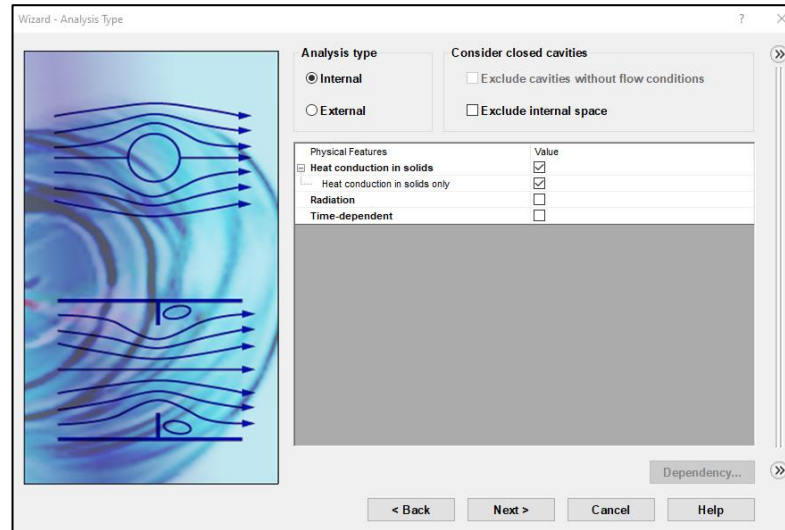 Wizard - Analysis Type
?
Analysis type
Internal
External
Consider closed cavities
Exclude cavities without flow conditions
Exclude internal space
Physical Features Value
Heat conduction in solids
Heat conduction in solids only
Radiation
Time-dependent
Dependency...
< Back Next > Cancel Help